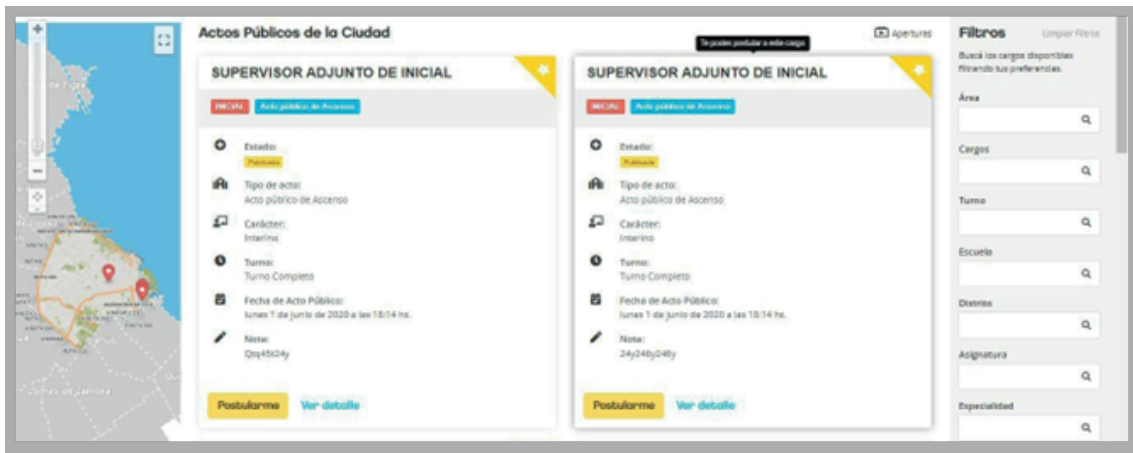 Actos Públicos de la Ciudad
Te podes postular a este cargo
Aperturas
SUPERVISOR ADJUNTO DE INICIAL
INICIAL Acto público de Ascenso
Estado:
Publicada
Tipo de acto:
Acto público de Ascenso
Carácter:
Interino
Turno:
Turno Completo
Fecha de Acto Público:
lunes 1 de junio de 2020 a las 18:14 hs.
Nota:
Postularme Ver detalle
SUPERVISOR ADJUNTO DE INICIAL
INICIAL Acto público de Ascenso
Estado:
Publicada
Tipo de acto:
Acto público de Ascenso
Carácter:
Interino
Turno:
Turno Completo
Fecha de Acto Público:
lunes 1 de junio de 2020 a las 18:14 hs.
Nota:
24y246y246y
Postularme Ver detalle
Filtros Limpiar filtros
Buscá los cargos disponibles
filtrando tus preferencias.
Área
Cargos
Turno
Escuela
Distrito
Asignatura
Especialidad
Lomas de Zamora